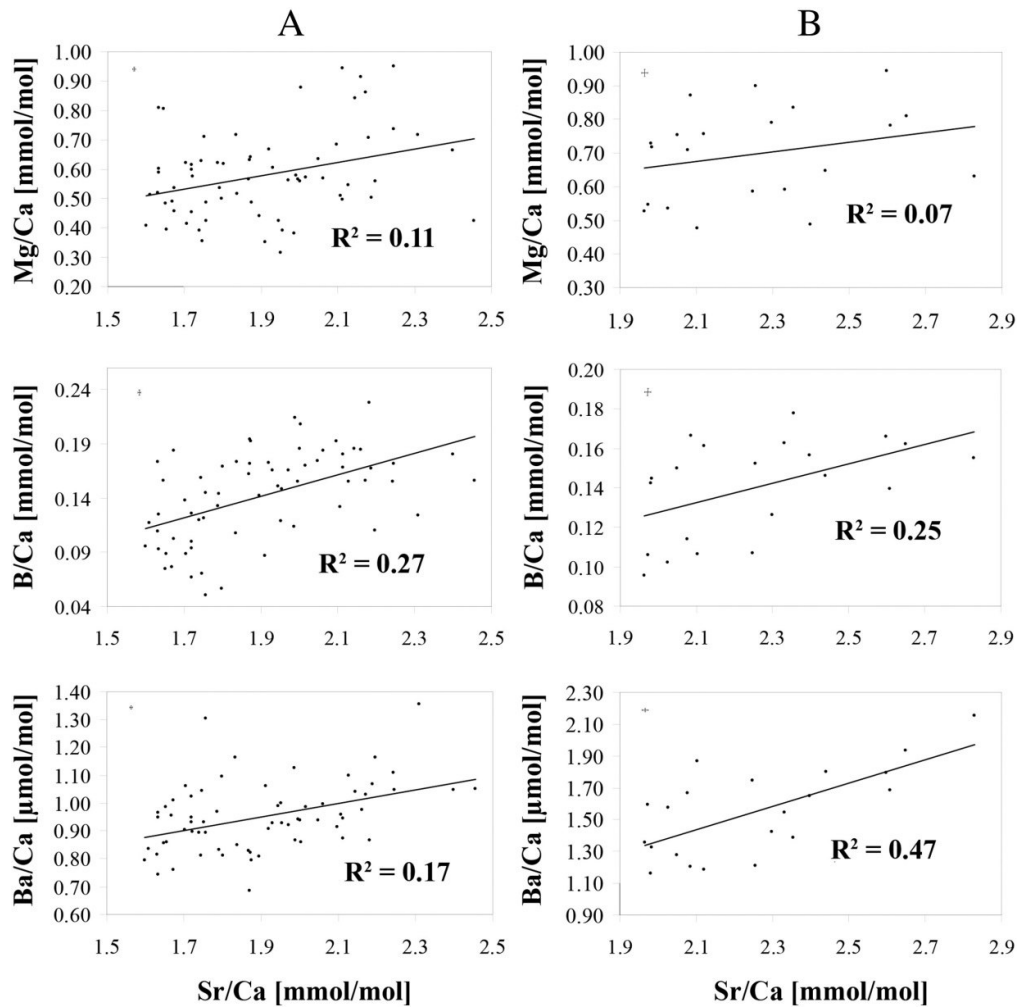 A
B
Mg/Ca [mmol/mol]
1.00
0.90
0.80
0.70
0.60
0.50
0.40
0.30
0.20
R² = 0.11
1.5 1.7 1.9 2.1 2.3 2.5
Mg/Ca [mmol/mol]
1.00
0.90
0.80
0.70
0.60
0.50
0.40
0.30
R² = 0.07
1.9 2.1 2.3 2.5 2.7 2.9
B/Ca [mmol/mol]
0.24
0.19
0.14
0.09
0.04
R² = 0.27
1.5 1.7 1.9 2.1 2.3 2.5
B/Ca [mmol/mol]
0.20
0.18
0.16
0.14
0.12
0.10
0.08
R² = 0.25
1.9 2.1 2.3 2.5 2.7 2.9
Ba/Ca [µmol/mol]
1.40
1.30
1.20
1.10
1.00
0.90
0.80
0.70
0.60
R² = 0.17
1.5 1.7 1.9 2.1 2.3 2.5
Sr/Ca [mmol/mol]
Ba/Ca [µmol/mol]
2.30
2.10
1.90
1.70
1.50
1.30
1.10
0.90
R² = 0.47
1.9 2.1 2.3 2.5 2.7 2.9
Sr/Ca [mmol/mol]